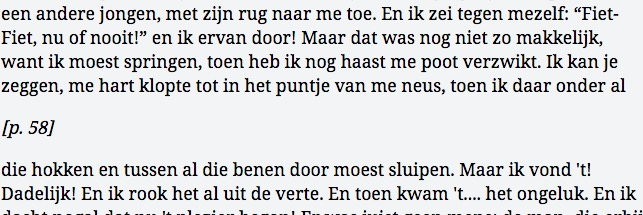 een andere jongen, met zijn rug naar me toe. En ik zei tegen mezelf: “Fiet-
Fiet, nu of nooit!” en ik ervan door! Maar dat was nog niet zo makkelijk,
want ik moest springen, toen heb ik nog haast me poot verzwikt. Ik kan je
zeggen, me hart klopte tot in het puntje van me neus, toen ik daar onder al
[p. 58]
die hokken en tussen al die benen door moest sluipen. Maar ik vond 't!
Dadelijk! En ik rook het al uit de verte. En toen kwam 't.... het ongeluk. En ik